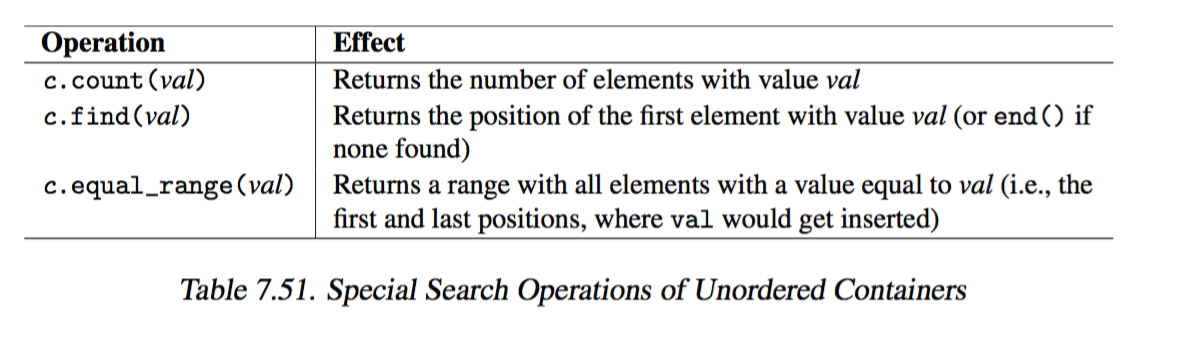 Operation Effect
c.count(val) Returns the number of elements with value val
c.find(val) Returns the position of the first element with value val (or end() if
none found)
c.equal_range(val) Returns a range with all elements with a value equal to val (i.e., the
first and last positions, where val would get inserted)
Table 7.51. Special Search Operations of Unordered Containers